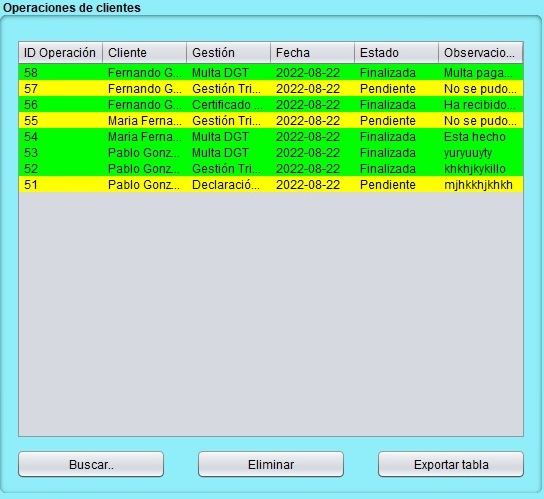 Operaciones de clientes
ID Operación Cliente Gestión Fecha Estado Observacio...
58 Fernando G... Multa DGT 2022-08-22 Finalizada Multa paga...
57 Fernando G... Gestión Tri... 2022-08-22 Pendiente No se pudo...
56 Fernando G... Certificado ... 2022-08-22 Finalizada Ha recibido...
55 Maria Ferna... Gestión Tri... 2022-08-22 Pendiente No se pudo...
54 Maria Ferna... Multa DGT 2022-08-22 Finalizada Esta hecho
53 Pablo Gonz... Multa DGT 2022-08-22 Finalizada yuryuuyty
52 Pablo Gonz... Gestión Tri... 2022-08-22 Finalizada khkhjkykillo
51 Pablo Gonz... Declaració... 2022-08-22 Pendiente mjhkkhjkhkh
Buscar.. Eliminar Exportar tabla